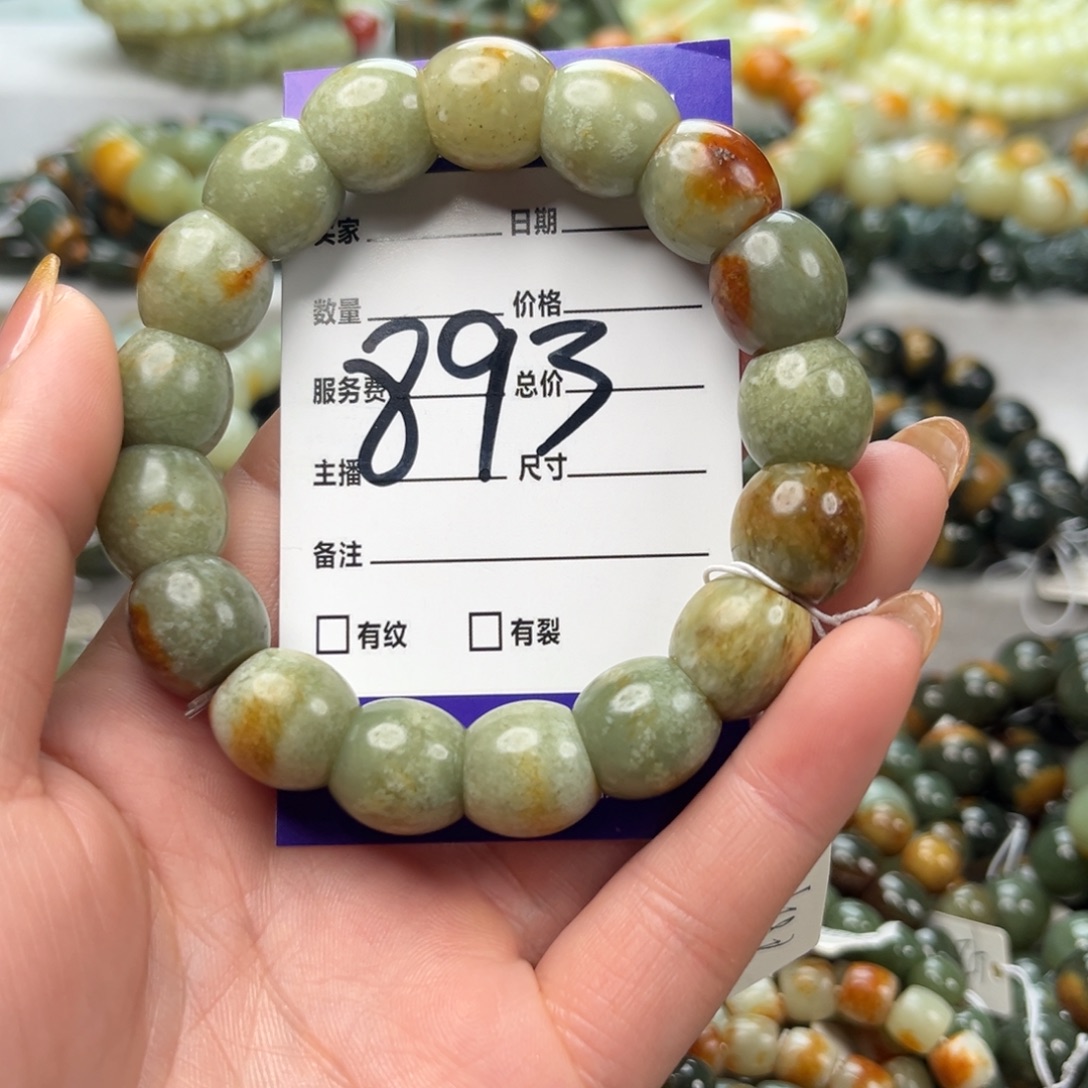 买家 日期
数量 价格
893
服务费 总价
主播 尺寸
备注
有纹 有裂